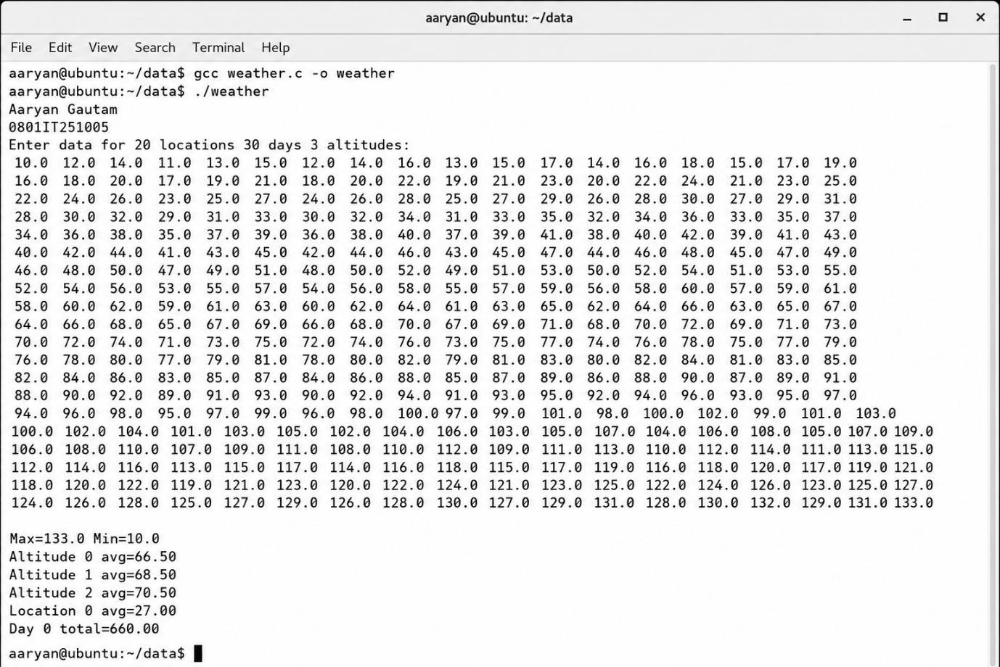 aaryan@ubuntu: ~/data
File Edit View Search Terminal Help
aaryan@ubuntu:~/data$ gcc weather.c -o weather
aaryan@ubuntu:~/data$ ./weather
Aaryan Gautam
0801IT251005
Enter data for 20 locations 30 days 3 altitudes:
10.0 12.0 14.0 11.0 13.0 15.0 12.0 14.0 16.0 13.0 15.0 17.0 14.0 16.0 18.0 15.0 17.0 19.0
16.0 18.0 20.0 17.0 19.0 21.0 18.0 20.0 22.0 19.0 21.0 23.0 20.0 22.0 24.0 21.0 23.0 25.0
22.0 24.0 26.0 23.0 25.0 27.0 24.0 26.0 28.0 25.0 27.0 29.0 26.0 28.0 30.0 27.0 29.0 31.0
28.0 30.0 32.0 29.0 31.0 33.0 30.0 32.0 34.0 31.0 33.0 35.0 32.0 34.0 36.0 33.0 35.0 37.0
34.0 36.0 38.0 35.0 37.0 39.0 36.0 38.0 40.0 37.0 39.0 41.0 38.0 40.0 42.0 39.0 41.0 43.0
40.0 42.0 44.0 41.0 43.0 45.0 42.0 44.0 46.0 43.0 45.0 47.0 44.0 46.0 48.0 45.0 47.0 49.0
46.0 48.0 50.0 47.0 49.0 51.0 48.0 50.0 52.0 49.0 51.0 53.0 50.0 52.0 54.0 51.0 53.0 55.0
52.0 54.0 56.0 53.0 55.0 57.0 54.0 56.0 58.0 55.0 57.0 59.0 56.0 58.0 60.0 57.0 59.0 61.0
58.0 60.0 62.0 59.0 61.0 63.0 60.0 62.0 64.0 61.0 63.0 65.0 62.0 64.0 66.0 63.0 65.0 67.0
64.0 66.0 68.0 65.0 67.0 69.0 66.0 68.0 70.0 67.0 69.0 71.0 68.0 70.0 72.0 69.0 71.0 73.0
70.0 72.0 74.0 71.0 73.0 75.0 72.0 74.0 76.0 73.0 75.0 77.0 74.0 76.0 78.0 75.0 77.0 79.0
76.0 78.0 80.0 77.0 79.0 81.0 78.0 80.0 82.0 79.0 81.0 83.0 80.0 82.0 84.0 81.0 83.0 85.0
82.0 84.0 86.0 83.0 85.0 87.0 84.0 86.0 88.0 85.0 87.0 89.0 86.0 88.0 90.0 87.0 89.0 91.0
88.0 90.0 92.0 89.0 91.0 93.0 90.0 92.0 94.0 91.0 93.0 95.0 92.0 94.0 96.0 93.0 95.0 97.0
94.0 96.0 98.0 95.0 97.0 99.0 96.0 98.0 100.0 97.0 99.0 101.0 98.0 100.0 102.0 99.0 101.0 103.0
100.0 102.0 104.0 101.0 103.0 105.0 102.0 104.0 106.0 103.0 105.0 107.0 104.0 106.0 108.0 105.0 107.0 109.0
106.0 108.0 110.0 107.0 109.0 111.0 108.0 110.0 112.0 109.0 111.0 113.0 110.0 112.0 114.0 111.0 113.0 115.0
112.0 114.0 116.0 113.0 115.0 117.0 114.0 116.0 118.0 115.0 117.0 119.0 116.0 118.0 120.0 117.0 119.0 121.0
118.0 120.0 122.0 119.0 121.0 123.0 120.0 122.0 124.0 121.0 123.0 125.0 122.0 124.0 126.0 123.0 125.0 127.0
124.0 126.0 128.0 125.0 127.0 129.0 126.0 128.0 130.0 127.0 129.0 131.0 128.0 130.0 132.0 129.0 131.0 133.0
Max=133.0 Min=10.0
Altitude 0 avg=66.50
Altitude 1 avg=68.50
Altitude 2 avg=70.50
Location 0 avg=27.00
Day 0 total=660.00
aaryan@ubuntu:~/data$